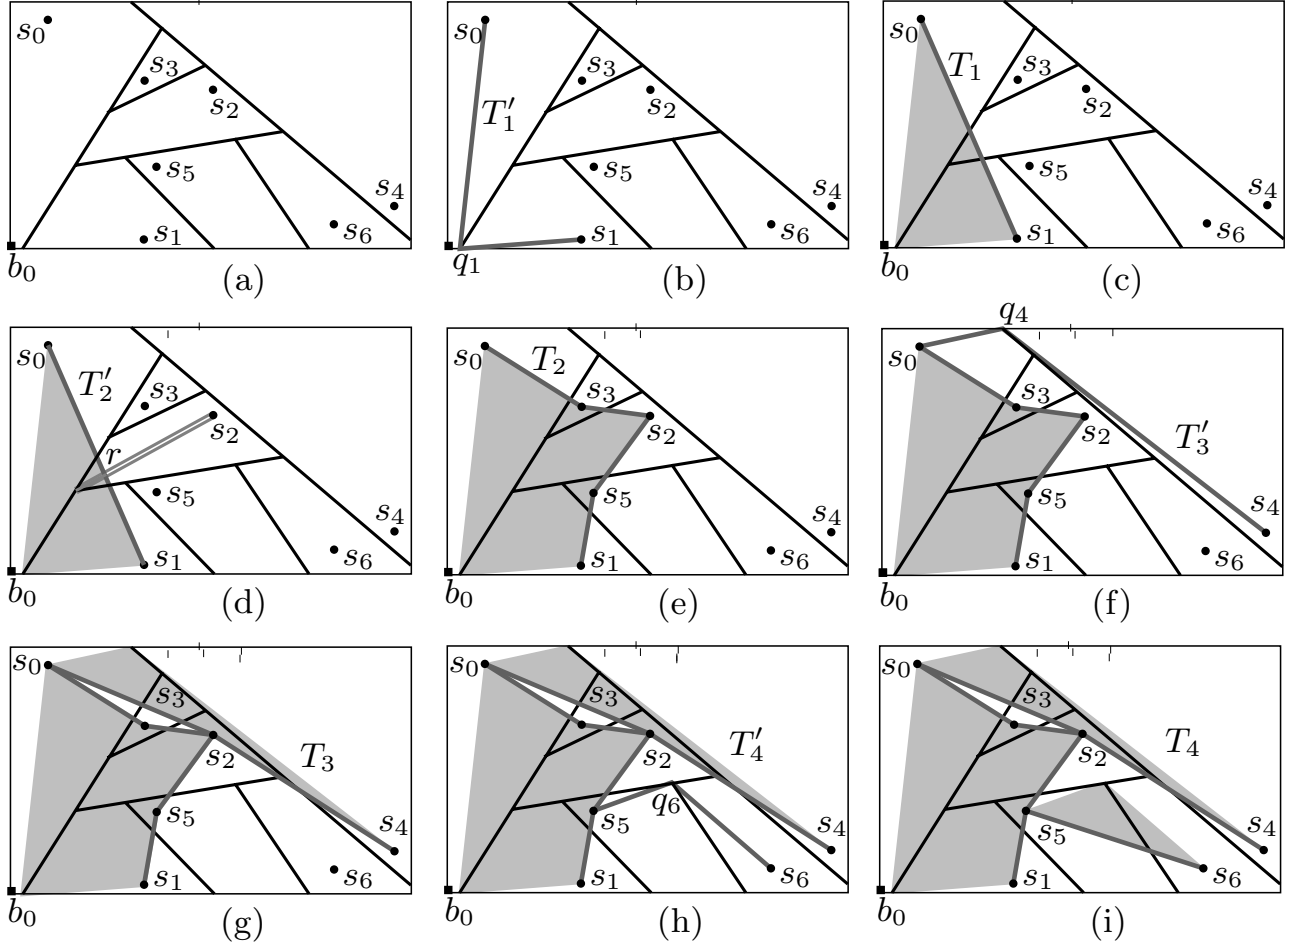 s₀
s₃
s₂
s₅
s₄
s₁
s₆
b₀
(a)
s₀
s₃
T₁′
s₂
s₅
s₄
s₁
s₆
q₁
(b)
s₀
T₁
s₃
s₂
s₅
s₄
s₁
s₆
b₀
(c)
s₀
T₂′
s₃
s₂
r
s₅
s₄
s₁
s₆
b₀
(d)
s₀
T₂
s₃
s₂
s₅
s₄
s₁
s₆
b₀
(e)
q₄
s₀
s₃
s₂
T₃′
s₅
s₄
s₁
s₆
b₀
(f)
s₀
s₃
s₂
T₃
s₅
s₄
s₁
s₆
b₀
(g)
s₀
s₃
s₂
T₄′
q₆
s₅
s₄
s₁
s₆
b₀
(h)
s₀
s₃
s₂
T₄
s₅
s₄
s₁
s₆
b₀
(i)